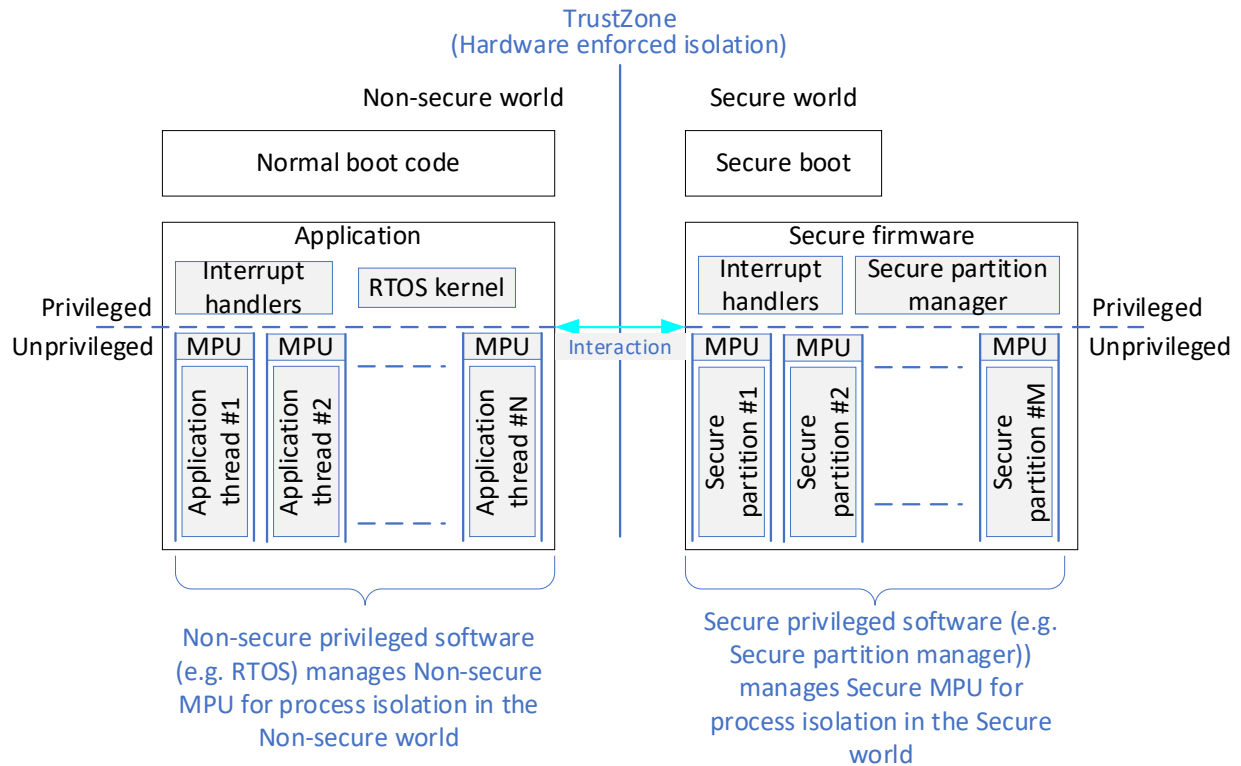 TrustZone
(Hardware enforced isolation)
Non-secure world
Secure world
Normal boot code
Secure boot
Application
Interrupt
handlers
RTOS kernel
Secure firmware
Interrupt
handlers
Secure partition
manager
Privileged
Unprivileged
Privileged
Unprivileged
Interaction
MPU
MPU
MPU
Application
thread #1
Application
thread #2
Application
thread #N
MPU
MPU
MPU
Secure
partition #1
Secure
partition #2
Secure
partition #M
Non-secure privileged software
(e.g. RTOS) manages Non-secure
MPU for process isolation in the
Non-secure world
Secure privileged software (e.g.
Secure partition manager))
manages Secure MPU for
process isolation in the Secure
world